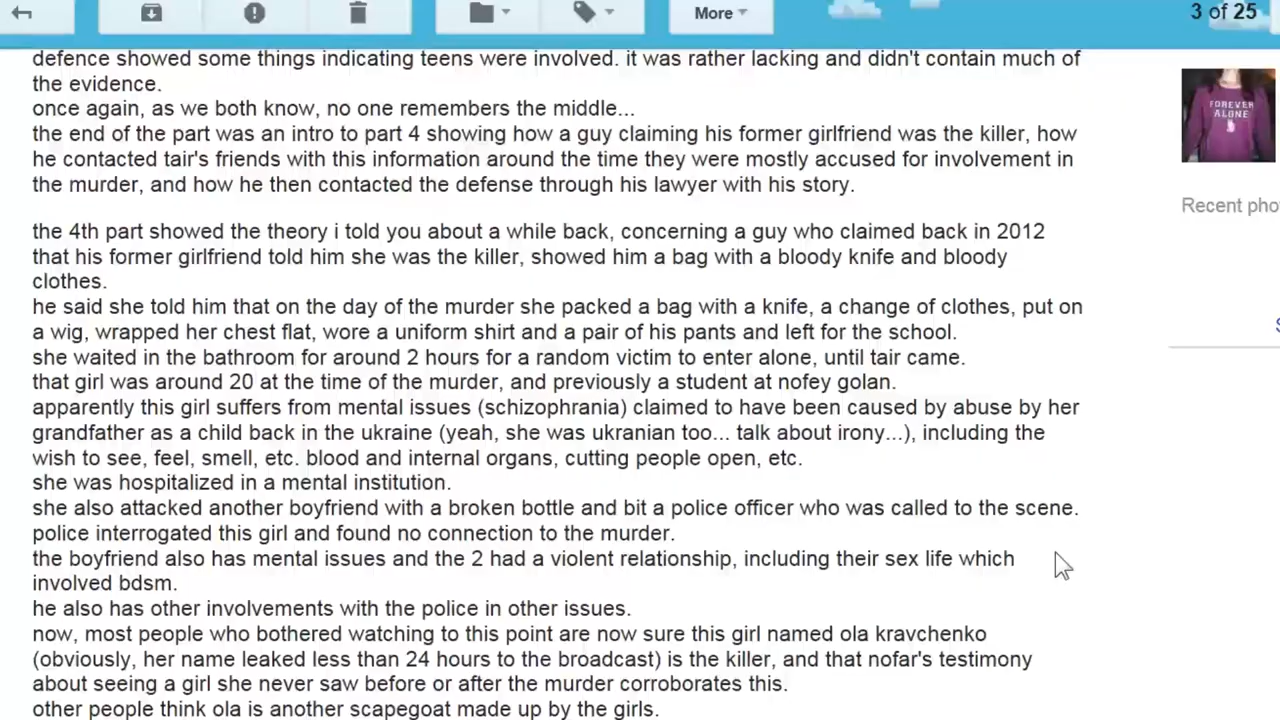 More
3 of 25
defence showed some things indicating teens were involved. it was rather lacking and didn't contain much of
the evidence.
once again, as we both know, no one remembers the middle...
the end of the part was an intro to part 4 showing how a guy claiming his former girlfriend was the killer, how
he contacted tair's friends with this information around the time they were mostly accused for involvement in
the murder, and how he then contacted the defense through his lawyer with his story.
the 4th part showed the theory i told you about a while back, concerning a guy who claimed back in 2012
that his former girlfriend told him she was the killer, showed him a bag with a bloody knife and bloody
clothes.
he said she told him that on the day of the murder she packed a bag with a knife, a change of clothes, put on
a wig, wrapped her chest flat, wore a uniform shirt and a pair of his pants and left for the school.
she waited in the bathroom for around 2 hours for a random victim to enter alone, until tair came.
that girl was around 20 at the time of the murder, and previously a student at nofey golan.
apparently this girl suffers from mental issues (schizophrania) claimed to have been caused by abuse by her
grandfather as a child back in the ukraine (yeah, she was ukranian too... talk about irony...), including the
wish to see, feel, smell, etc. blood and internal organs, cutting people open, etc.
she was hospitalized in a mental institution.
she also attacked another boyfriend with a broken bottle and bit a police officer who was called to the scene.
police interrogated this girl and found no connection to the murder.
the boyfriend also has mental issues and the 2 had a violent relationship, including their sex life which
involved bdsm.
he also has other involvements with the police in other issues.
now, most people who bothered watching to this point are now sure this girl named ola kravchenko
(obviously, her name leaked less than 24 hours to the broadcast) is the killer, and that nofar's testimony
about seeing a girl she never saw before or after the murder corroborates this.
other people think ola is another scapegoat made up by the girls.
FOREVER
ALONE
Recent pho
S